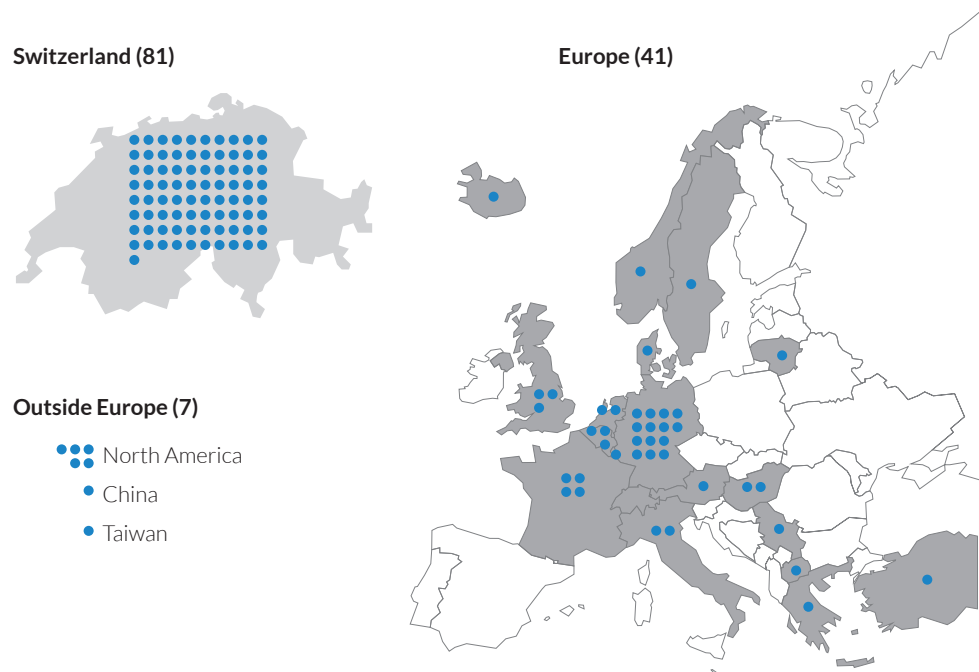 Switzerland (81)
Europe (41)
Outside Europe (7)
North America
China
Taiwan